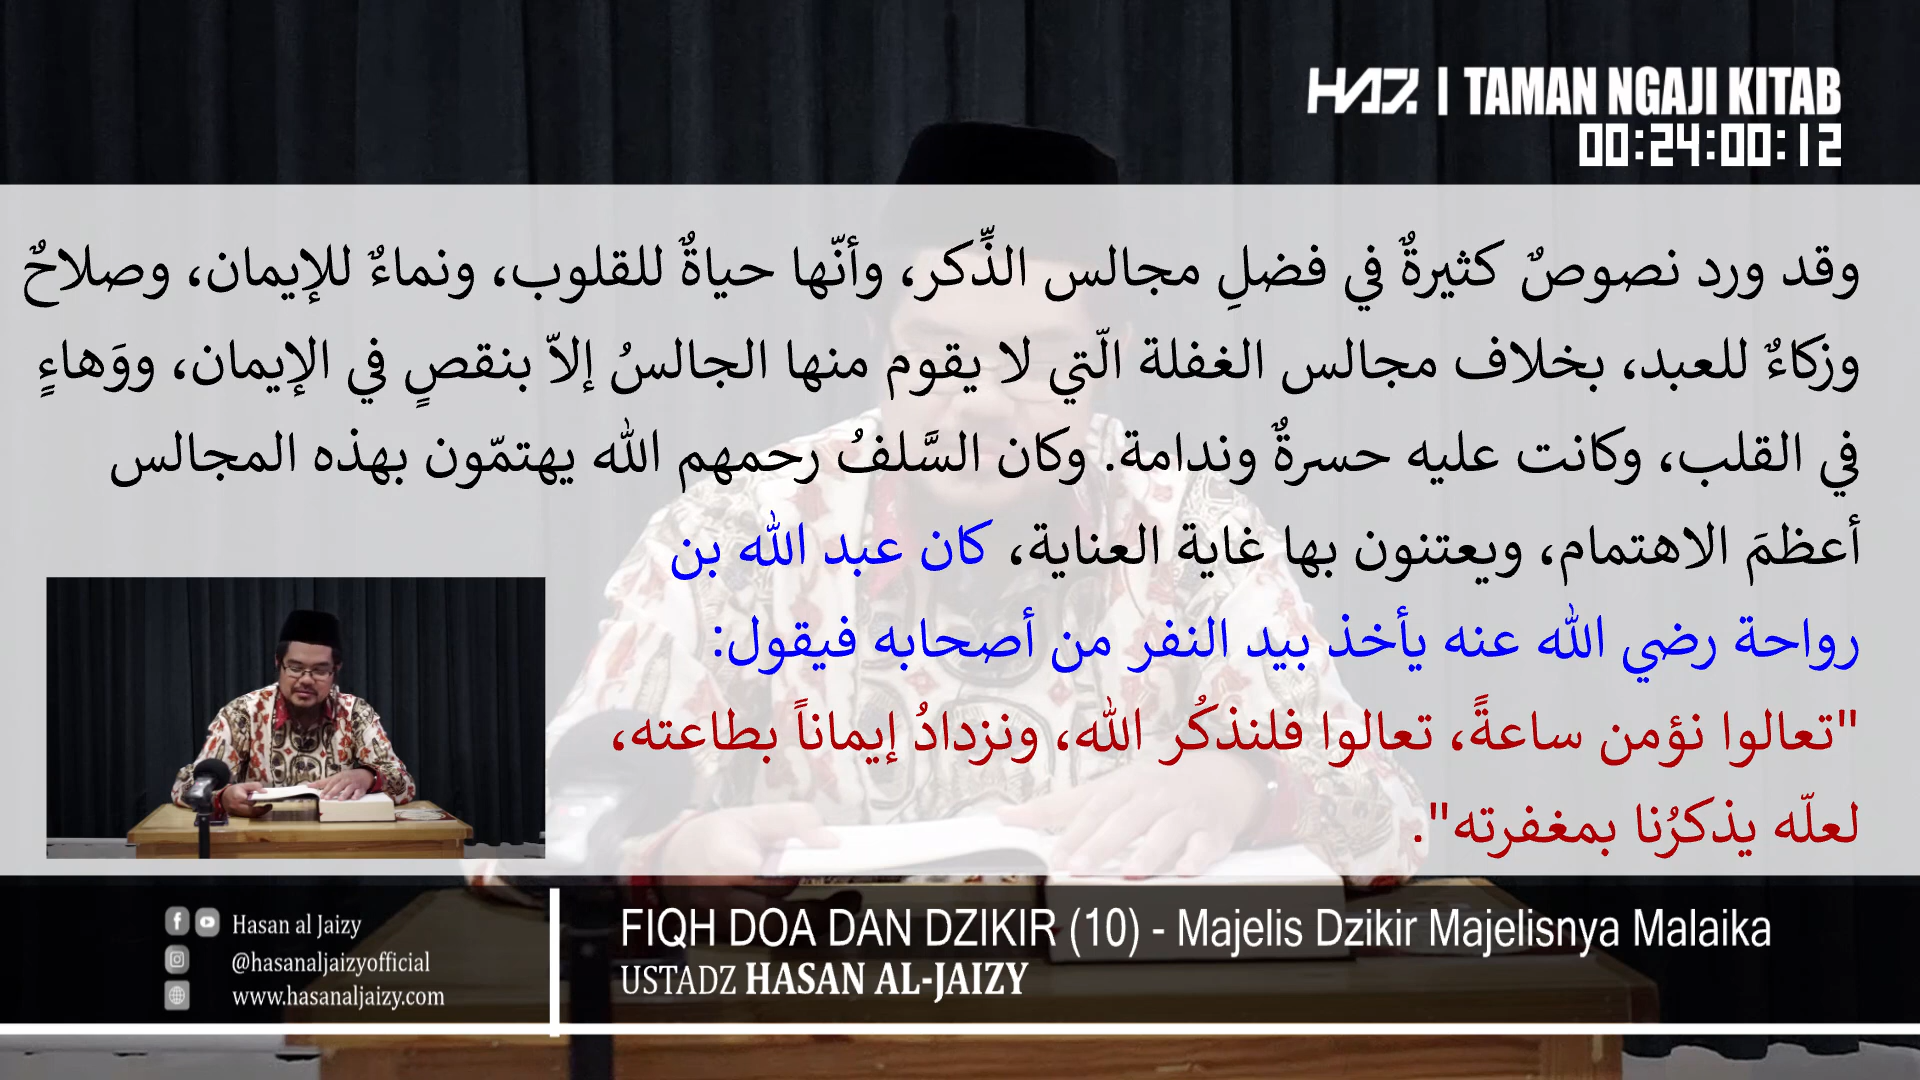 HAJZ | TAMAN NGAJI KITAB
00:24:00:12
وقد ورد نصوصٌ كثيرةٌ في فضلِ مجالس الذِّكر، وأنّها حياةٌ للقلوب، ونماءٌ للإيمان، وصلاحٌ
وزكاءٌ للعبد، بخلاف مجالس الغفلة الّتي لا يقوم منها الجالسُ إلاّ بنقصٍ في الإيمان، ووَهاءٍ
في القلب، وكانت عليه حسرةٌ وندامة. وكان السَّلفُ رحمهم الله يهتمّون بهذه المجالس
أعظمَ الاهتمام، ويعتنون بها غاية العناية، كان عبد الله بن
رواحة رضي الله عنه يأخذ بيد النفر من أصحابه فيقول:
"تعالوا نؤمن ساعةً، تعالوا فلنذكُر الله، ونزدادُ إيماناً بطاعته،
لعلّه يذكرُنا بمغفرته".
Hasan al Jaizy
@hasanaljaizyofficial
www.hasanaljaizy.com
FIQH DOA DAN DZIKIR (10) - Majelis Dzikir Majelisnya Malaika
USTADZ HASAN AL-JAIZY